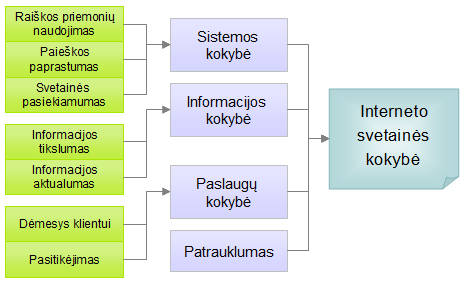 Raiškos priemonių
naudojimas
Paieškos
paprastumas
Svetainės
pasiekiamumas
Informacijos
tikslumas
Informacijos
aktualumas
Dėmesys klientui
Pasitikėjimas
Sistemos
kokybė
Informacijos
kokybė
Paslaugų
kokybė
Patrauklumas
Interneto
svetainės
kokybė